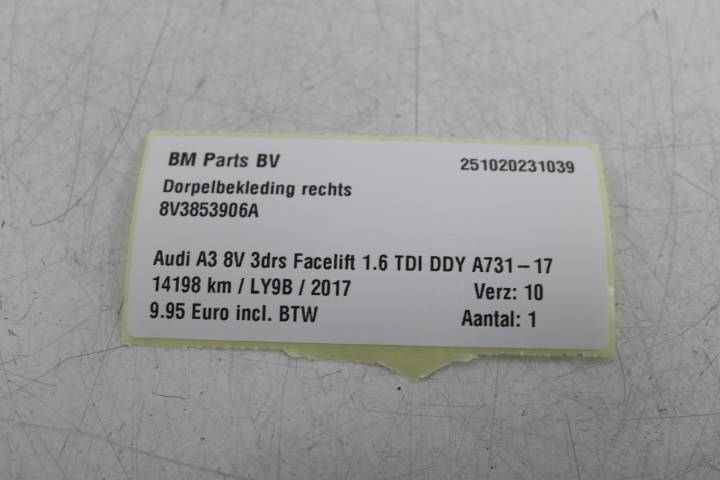 BM Parts BV 251020231039
Dorpelbekleding rechts
8V3853906A
Audi A3 8V 3drs Facelift 1.6 TDI DDY A731-17
14198 km / LY9B / 2017 Verz: 10
9.95 Euro incl. BTW Aantal: 1